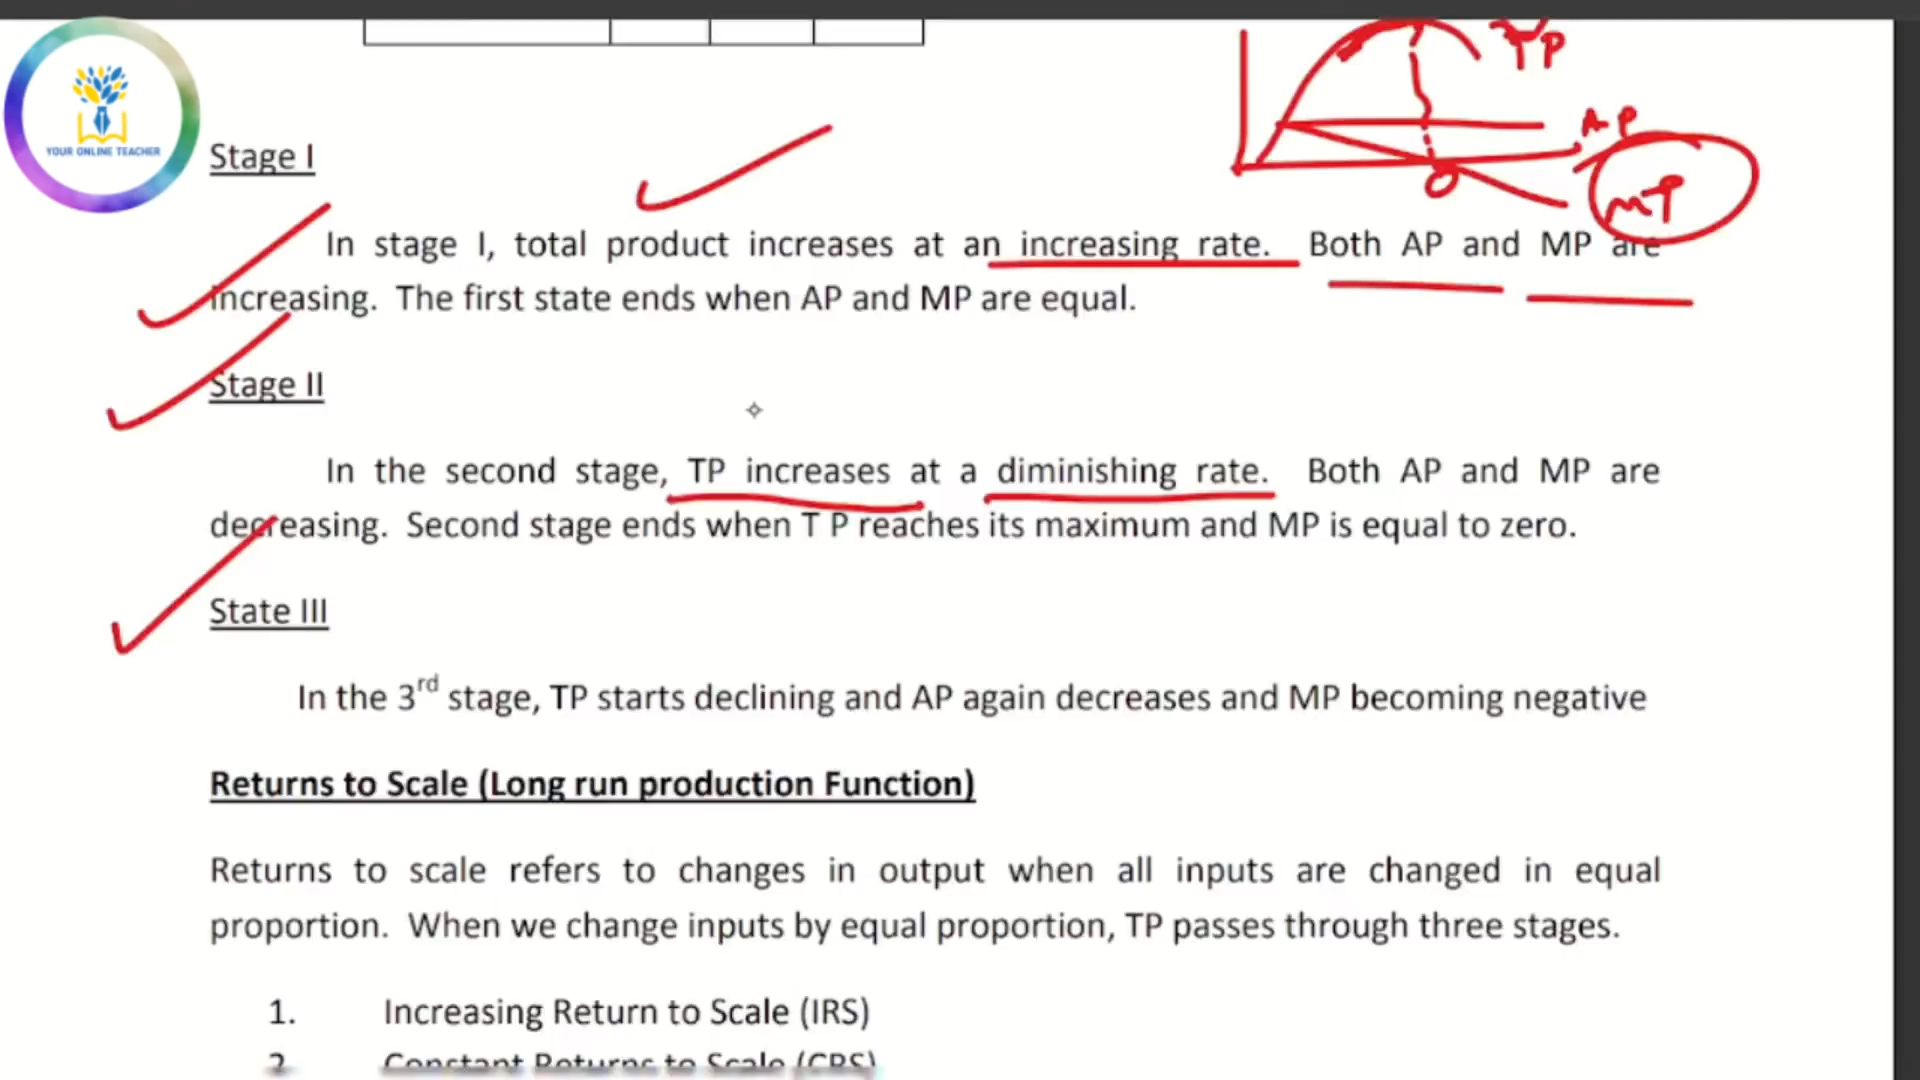 YOUR ONLINE TEACHER
TP
AP
MP
Stage I
In stage I, total product increases at an increasing rate. Both AP and MP are
increasing. The first state ends when AP and MP are equal.
Stage II
In the second stage, TP increases at a diminishing rate. Both AP and MP are
decreasing. Second stage ends when T P reaches its maximum and MP is equal to zero.
State III
In the 3rd stage, TP starts declining and AP again decreases and MP becoming negative
Returns to Scale (Long run production Function)
Returns to scale refers to changes in output when all inputs are changed in equal
proportion. When we change inputs by equal proportion, TP passes through three stages.
1. Increasing Return to Scale (IRS)
2. Constant Returns to Scale (CRS)